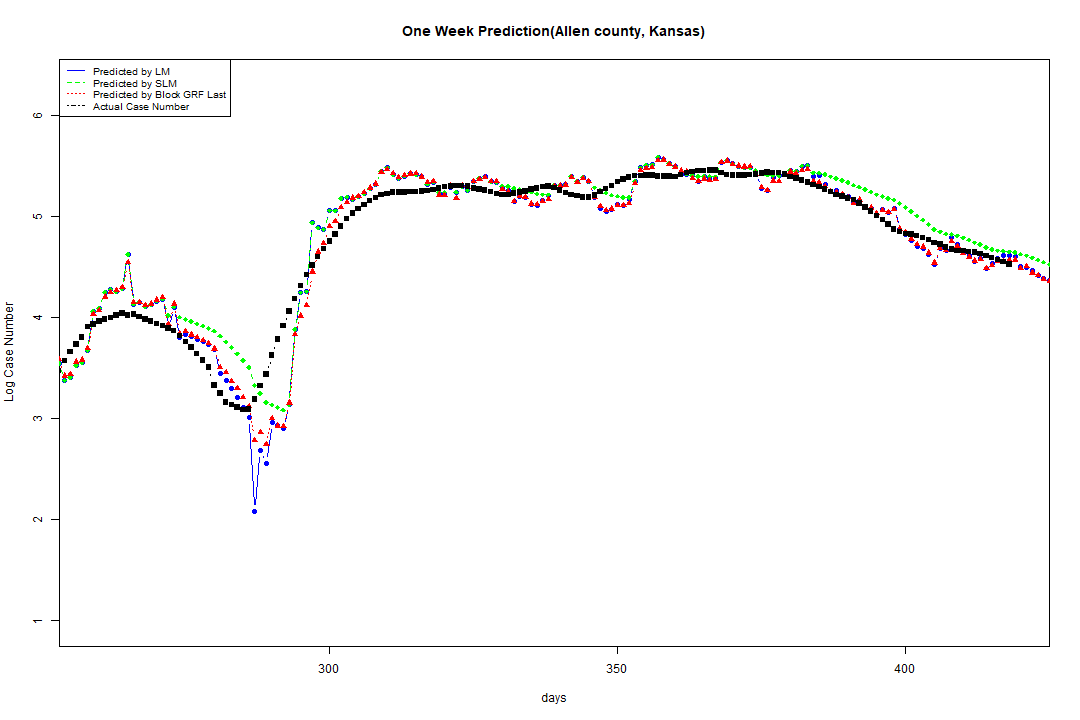 One Week Prediction(Allen county, Kansas)
Predicted by LM
Predicted by SLM
Predicted by Block GRF Last
Actual Case Number
6
5
4
3
2
1
Log Case Number
300 350 400
days